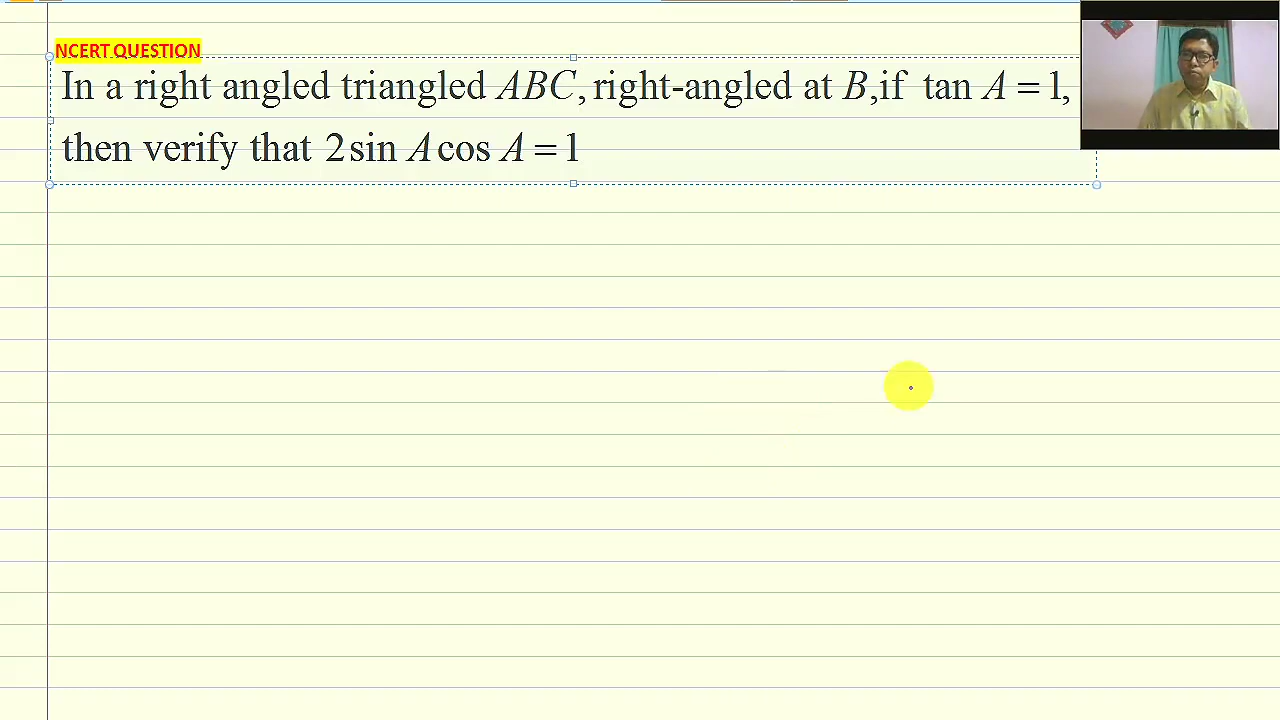 NCERT QUESTION
In a right angled triangled ABC, right-angled at B,if tan A = 1,
then verify that 2 sin A cos A = 1